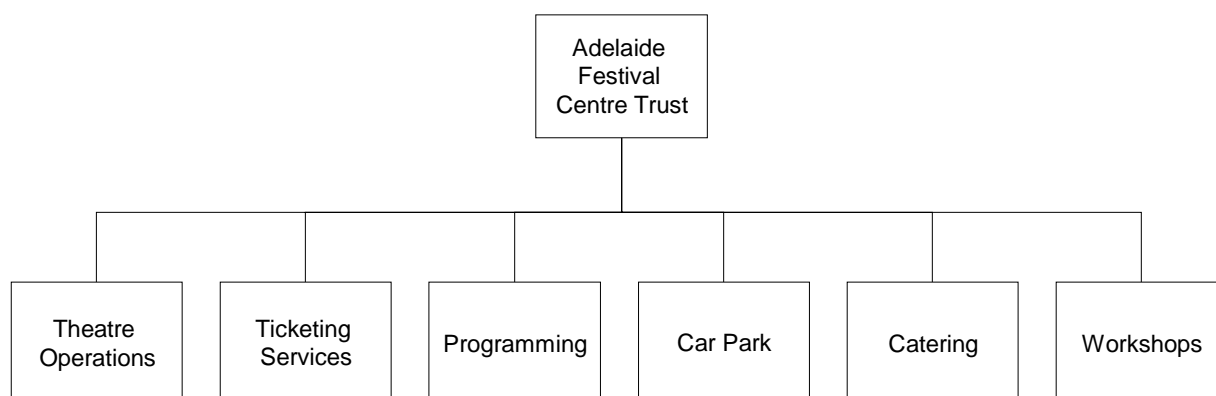 Adelaide
Festival
Centre Trust
Theatre
Operations
Ticketing
Services
Programming
Car Park
Catering
Workshops